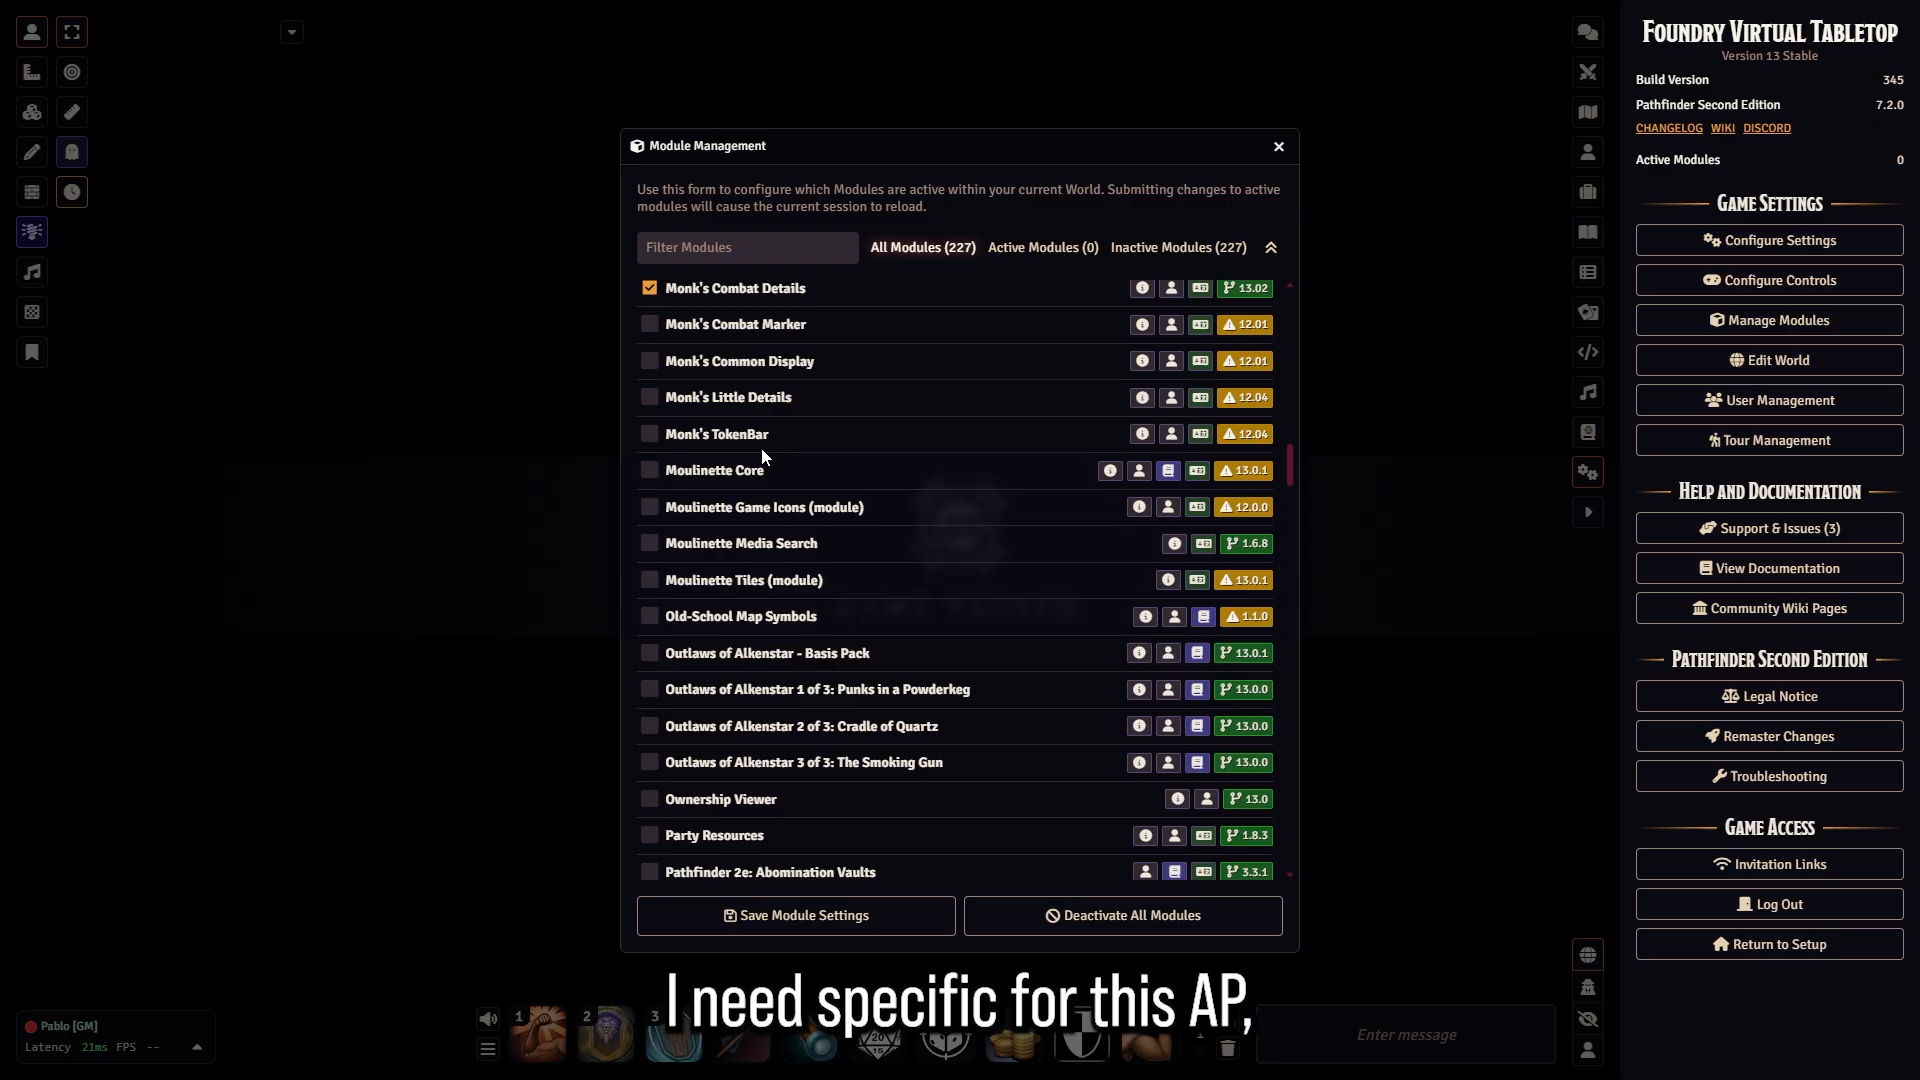 Foundry Virtual Tabletop
Version 13 Stable
Build Version 345
Pathfinder Second Edition 7.2.0
CHANGELOG WIKI DISCORD
Active Modules 0
Game Settings
Configure Settings
Configure Controls
Manage Modules
Edit World
User Management
Tour Management
Help and Documentation
Support & Issues (3)
View Documentation
Community Wiki Pages
Pathfinder Second Edition
Legal Notice
Remaster Changes
Troubleshooting
Game Access
Invitation Links
Log Out
Return to Setup
Module Management
Use this form to configure which Modules are active within your current World. Submitting changes to active
modules will cause the current session to reload.
Filter Modules All Modules (227) Active Modules (0) Inactive Modules (227)
Monk's Combat Details 13.02
Monk's Combat Marker 12.01
Monk's Common Display 12.01
Monk's Little Details 12.04
Monk's TokenBar 12.04
Moulinette Core 13.0.1
Moulinette Game Icons (module) 12.0.0
Moulinette Media Search 1.6.8
Moulinette Tiles (module) 13.0.1
Old-School Map Symbols 1.1.0
Outlaws of Alkenstar - Basis Pack 13.0.1
Outlaws of Alkenstar 1 of 3: Punks in a Powderkeg 13.0.0
Outlaws of Alkenstar 2 of 3: Cradle of Quartz 13.0.0
Outlaws of Alkenstar 3 of 3: The Smoking Gun 13.0.0
Ownership Viewer 13.0
Party Resources 1.8.3
Pathfinder 2e: Abomination Vaults 3.3.1
Save Module Settings Deactivate All Modules
I need specific for this AP,
Pablo [GM]
Latency 21ms FPS --
1 2 3
20
15
Enter message